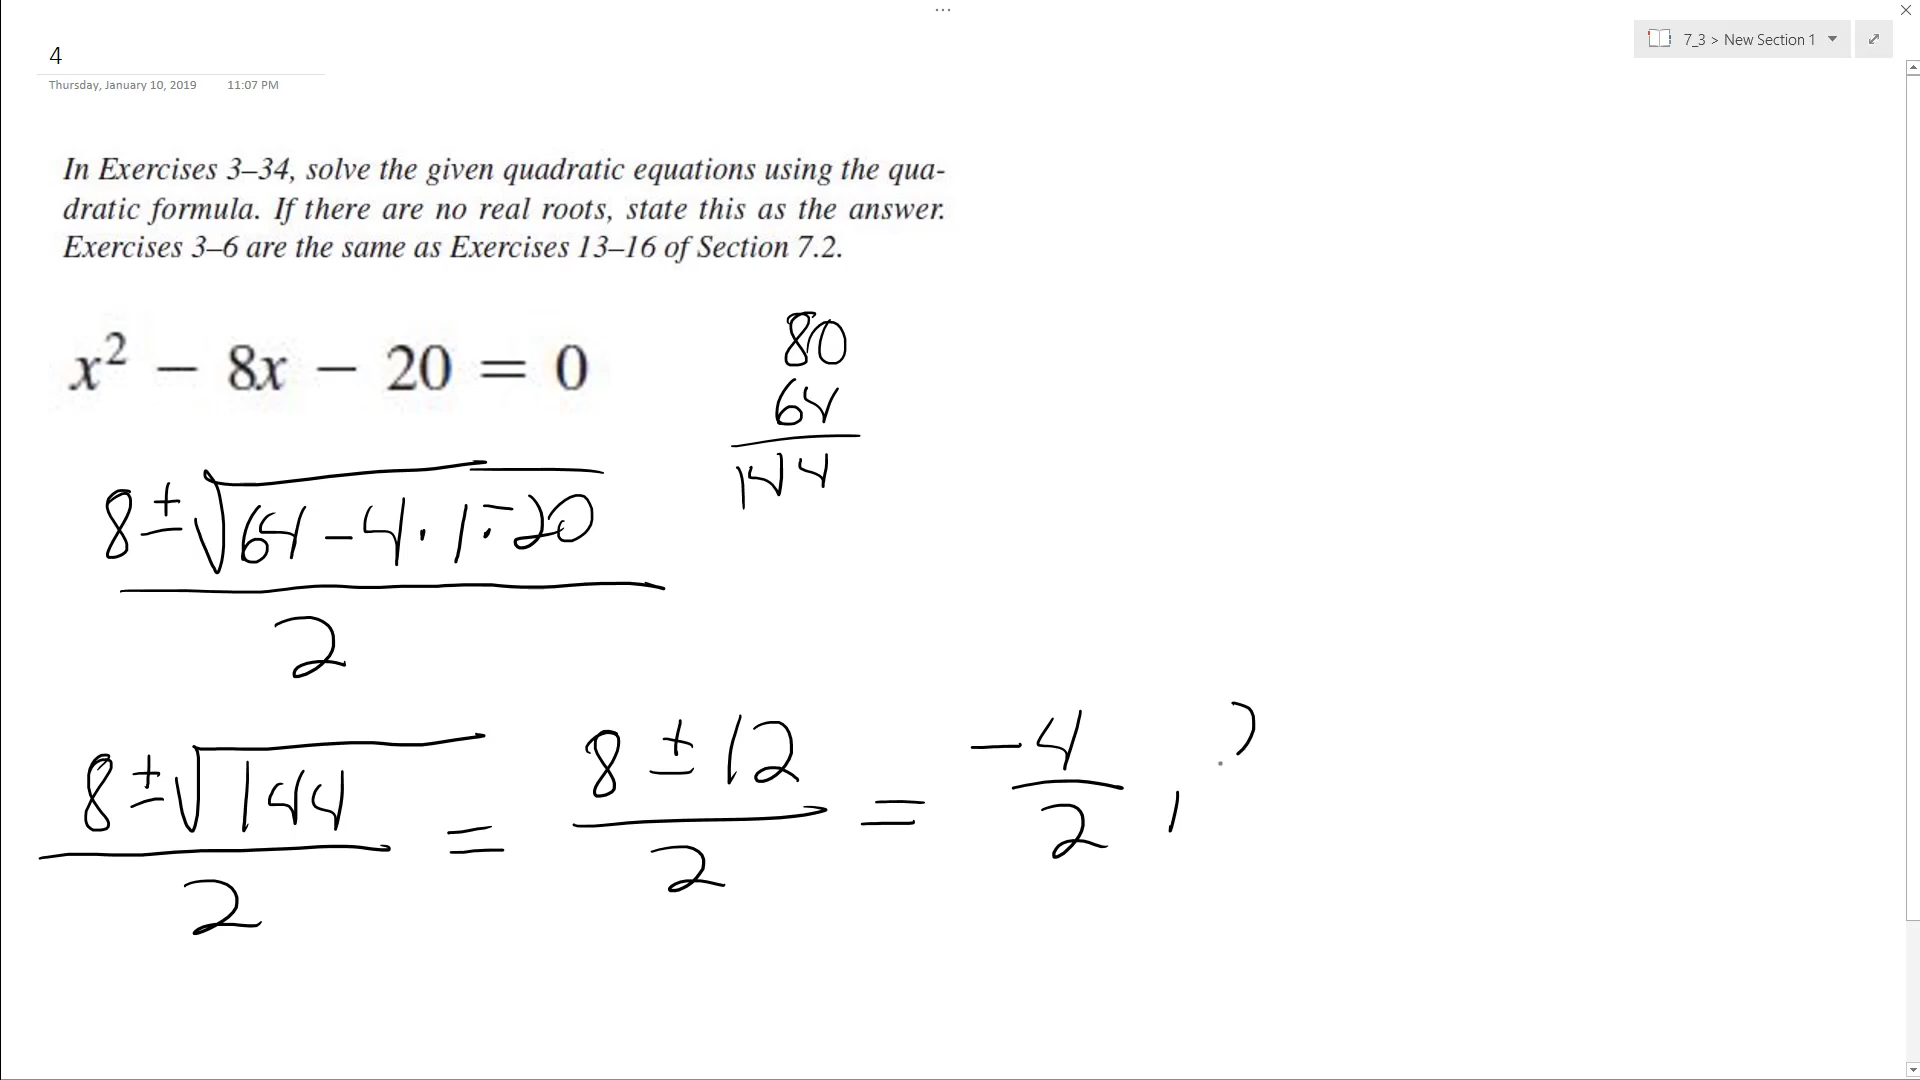 ...
4
7_3 > New Section 1
Thursday, January 10, 2019 11:07 PM
In Exercises 3–34, solve the given quadratic equations using the qua-
dratic formula. If there are no real roots, state this as the answer.
Exercises 3–6 are the same as Exercises 13–16 of Section 7.2.
x² − 8x − 20 = 0
80
64
144
8 ± √64 − 4 · 1 · −20
2
8 ± √144 = 8 ± 12 = −4 ,
2 2 2